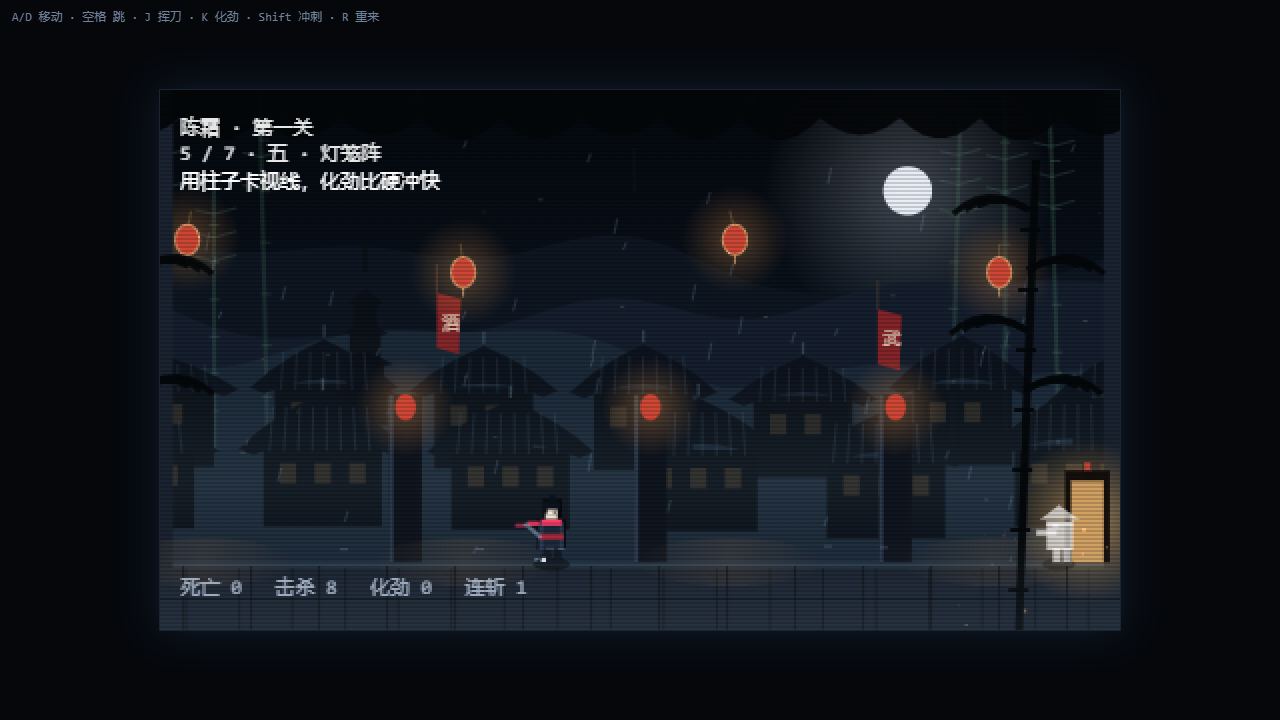 A/D 移动 · 空格 跳 · J 挥刀 · K 化劲 · Shift 冲刺 · R 重来
阵霜 · 第一关
5 / 7 · 五 · 灯笼阵
用柱子卡视线, 化劲比硬冲快
酒
武
死亡 0 击杀 8 化劲 0 连斩 1